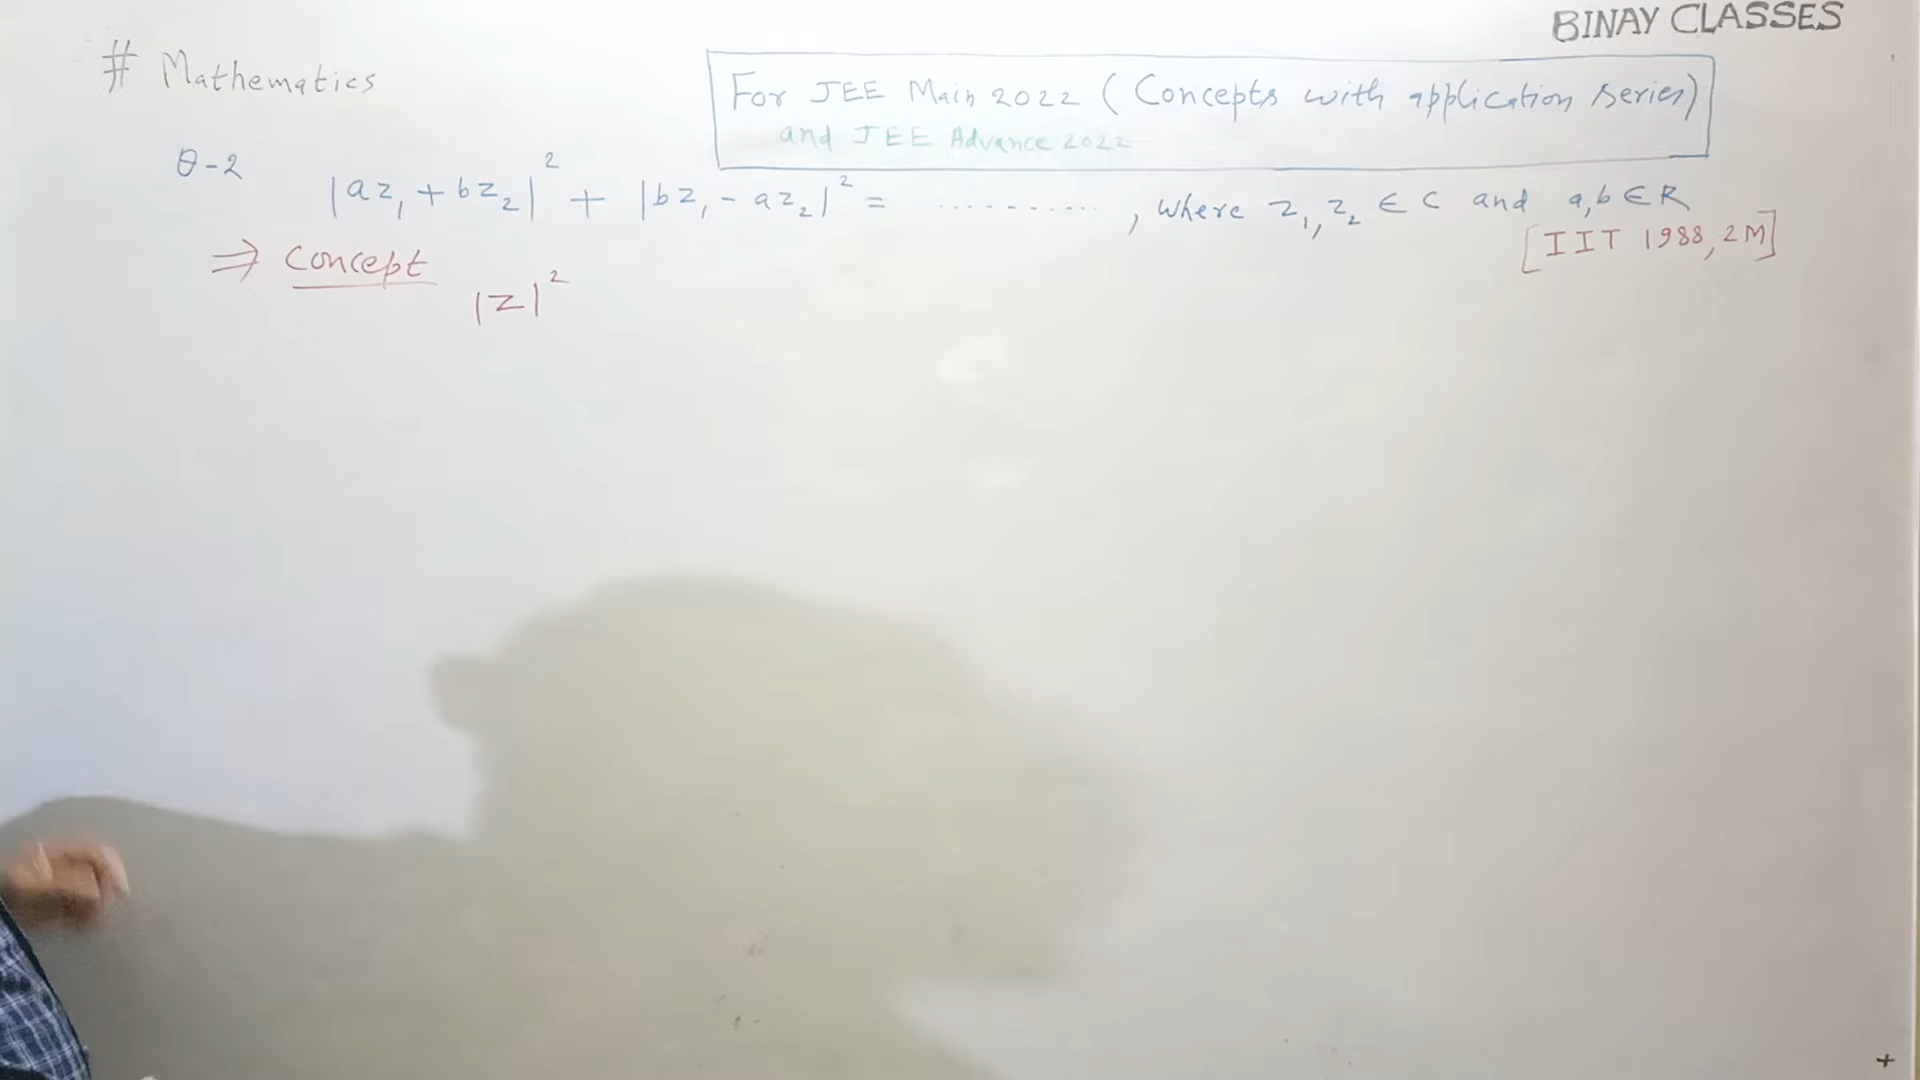 BINAY CLASSES
# Mathematics
For JEE Main 2022 (Concepts with application series)
and JEE Advance 2022
Q-2 |az₁ + bz₂|² + |bz₁ - az₂|² = .............. , where z₁, z₂ ∈ C and a, b ∈ R
[IIT 1988, 2M]
⇒ Concept
|z|²